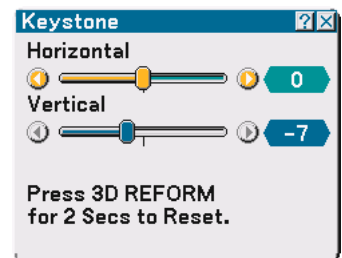 Keystone ? X
Horizontal
0
Vertical
-7
Press 3D REFORM
for 2 Secs to Reset.